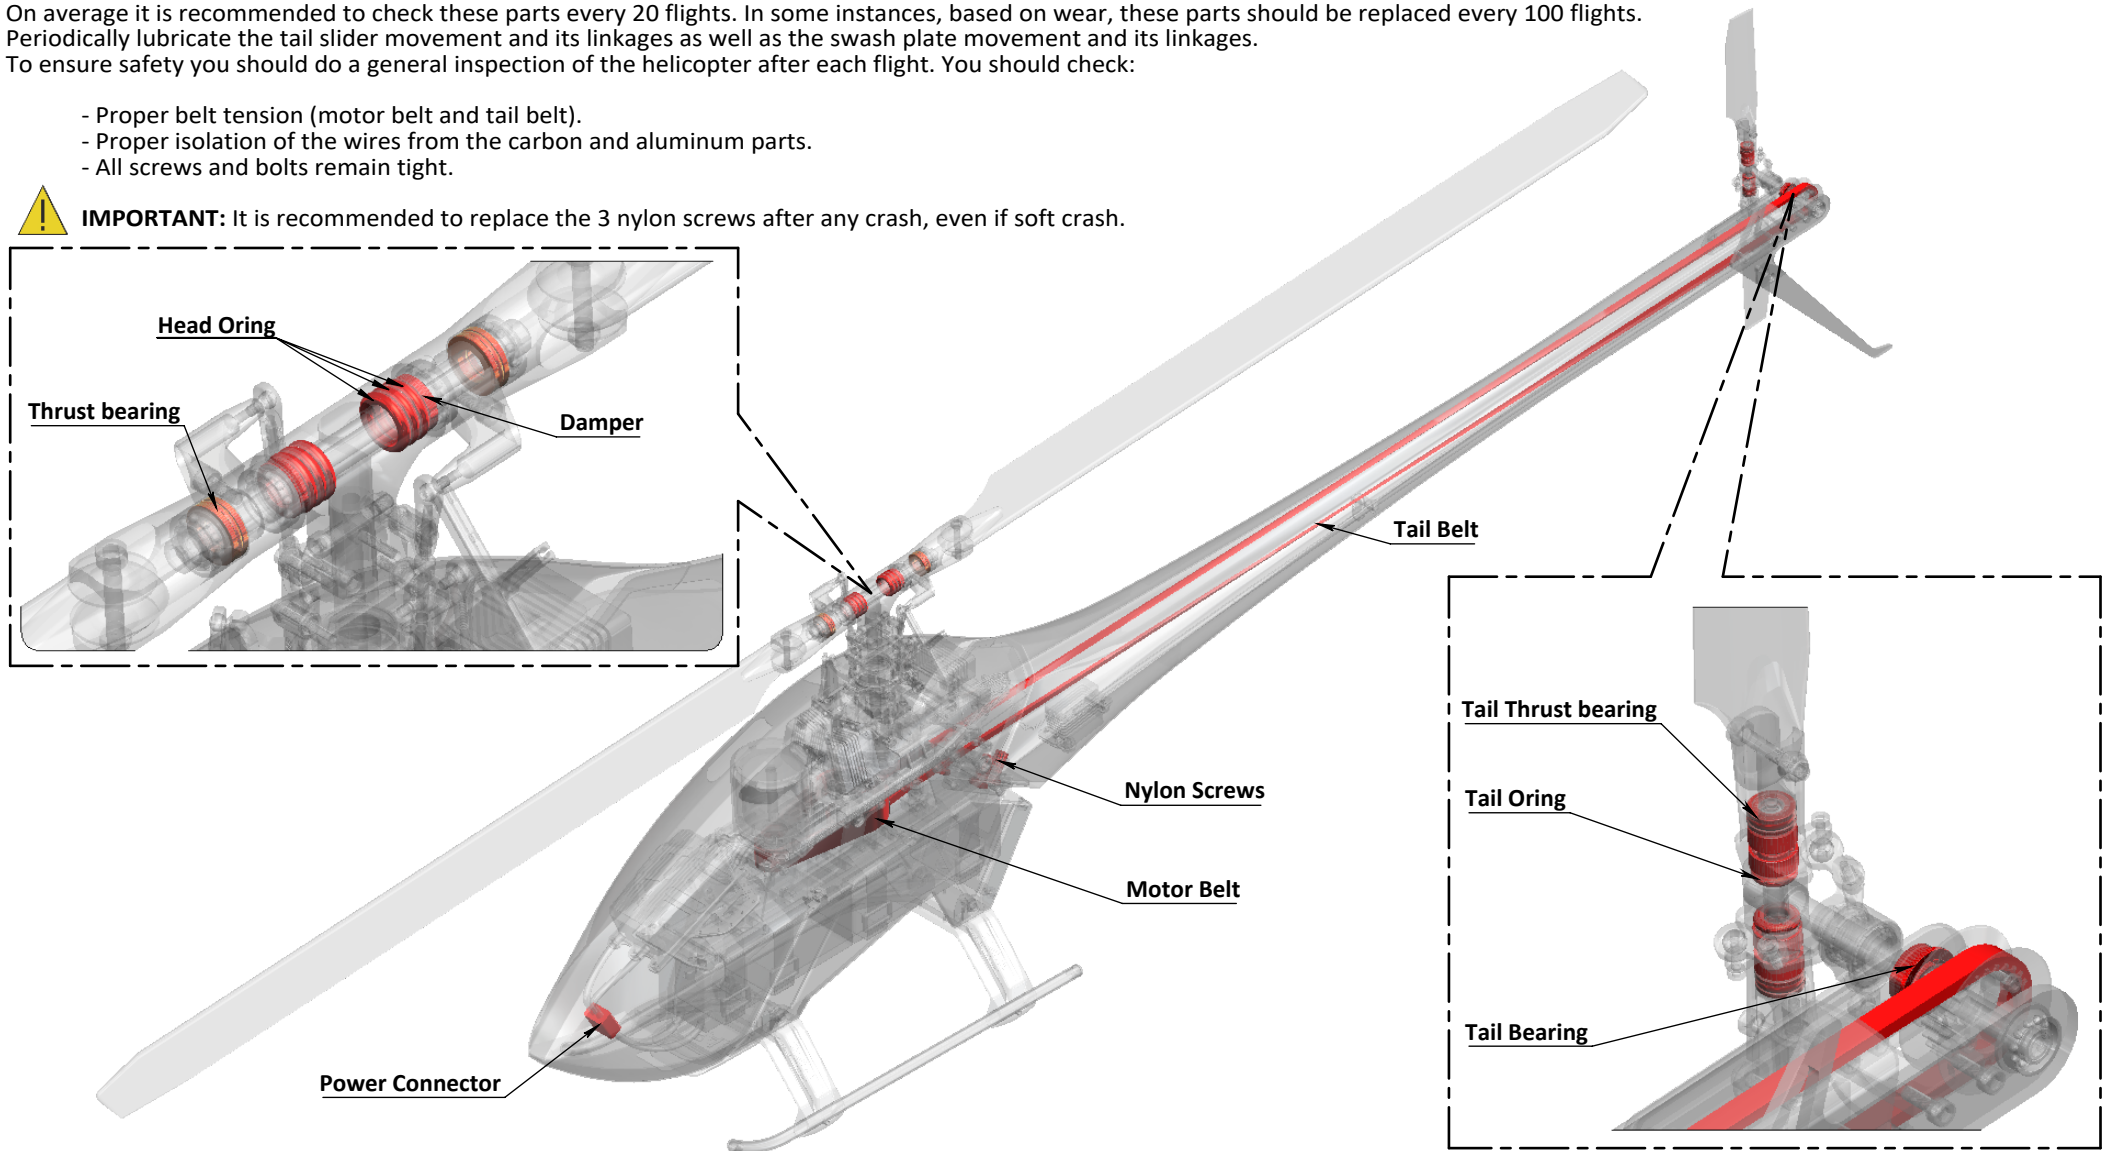 On average it is recommended to check these parts every 20 flights. In some instances, based on wear, these parts should be replaced every 100 flights.
Periodically lubricate the tail slider movement and its linkages as well as the swash plate movement and its linkages.
To ensure safety you should do a general inspection of the helicopter after each flight. You should check:
- Proper belt tension (motor belt and tail belt).
- Proper isolation of the wires from the carbon and aluminum parts.
- All screws and bolts remain tight.
IMPORTANT: It is recommended to replace the 3 nylon screws after any crash, even if soft crash.
Head Oring
Thrust bearing
Damper
Tail Belt
Nylon Screws
Motor Belt
Power Connector
Tail Thrust bearing
Tail Oring
Tail Bearing